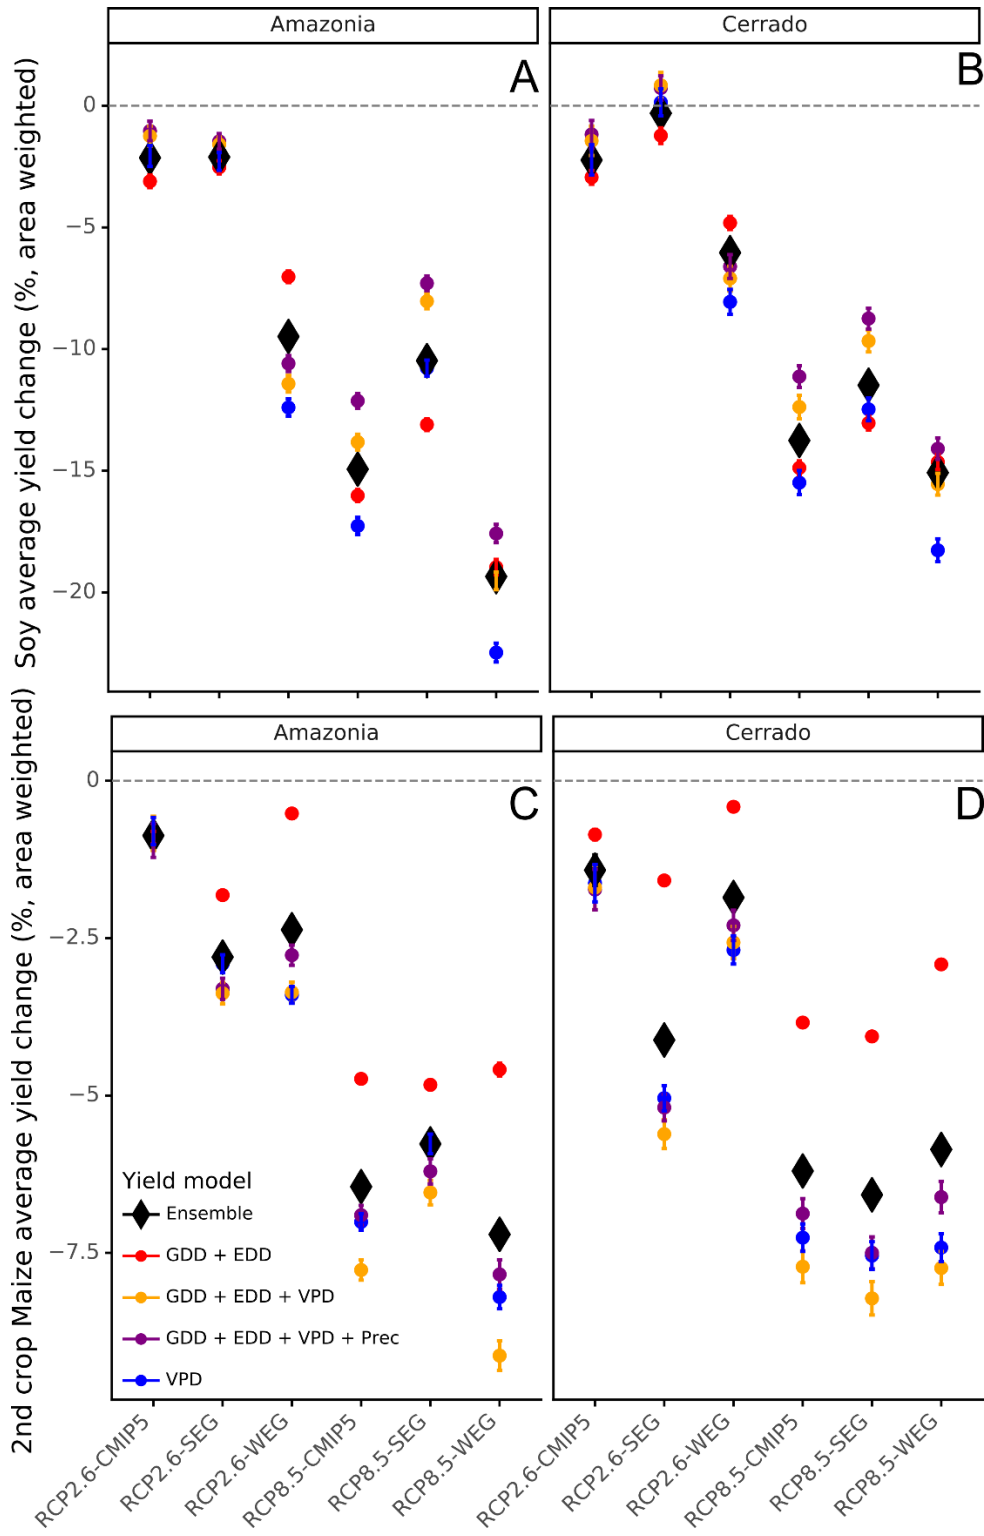 Amazonia
Cerrado
Soy average yield change (%, area weighted)
A
B
0
−5
−10
−15
−20
Amazonia
Cerrado
2nd crop Maize average yield change (%, area weighted)
C
D
0
−2.5
−5
−7.5
Yield model
Ensemble
GDD + EDD
GDD + EDD + VPD
GDD + EDD + VPD + Prec
VPD
RCP2.6-CMIP5
RCP2.6-SEG
RCP2.6-WEG
RCP8.5-CMIP5
RCP8.5-SEG
RCP8.5-WEG
RCP2.6-CMIP5
RCP2.6-SEG
RCP2.6-WEG
RCP8.5-CMIP5
RCP8.5-SEG
RCP8.5-WEG